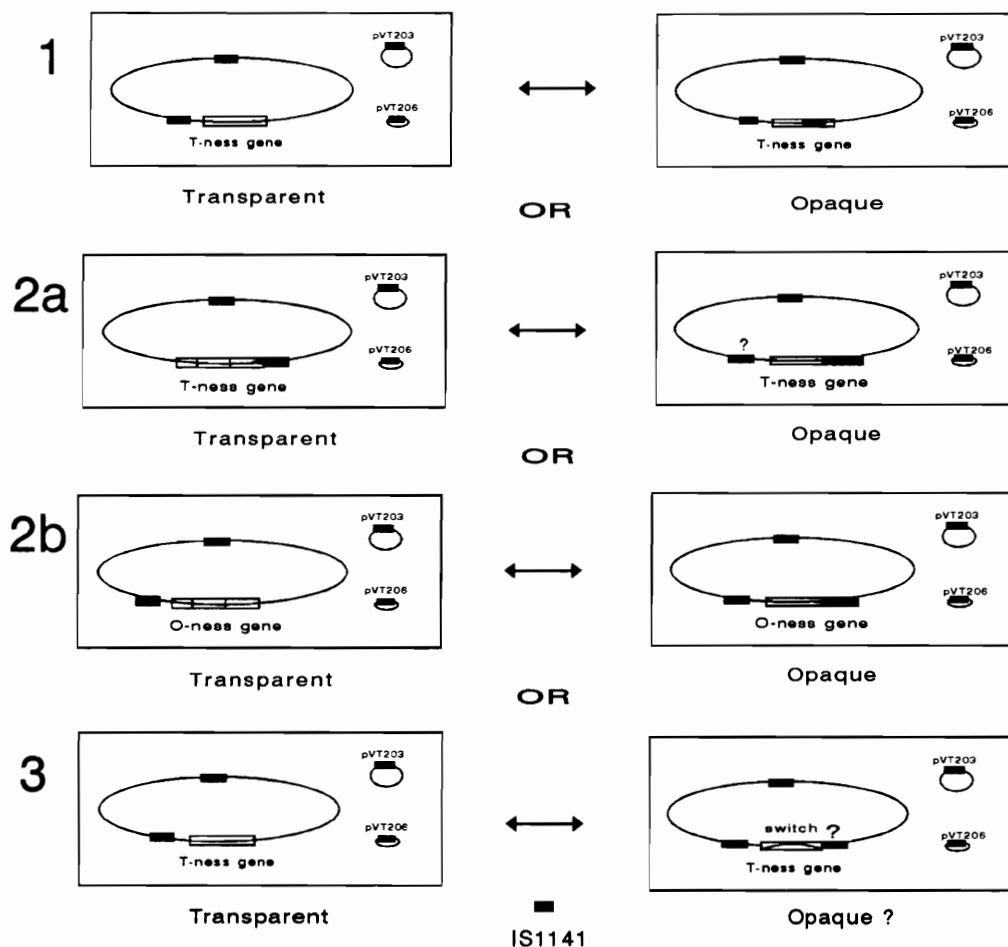 1
pVT203
pVT206
T-ness gene
Transparent
pVT203
pVT206
T-ness gene
Opaque
OR
2a
pVT203
pVT206
T-ness gene
Transparent
?
pVT203
pVT206
T-ness gene
Opaque
OR
2b
pVT203
pVT206
O-ness gene
Transparent
pVT203
pVT206
O-ness gene
Opaque
OR
3
pVT203
pVT206
T-ness gene
Transparent
pVT203
switch ?
pVT206
T-ness gene
Opaque ?
IS1141